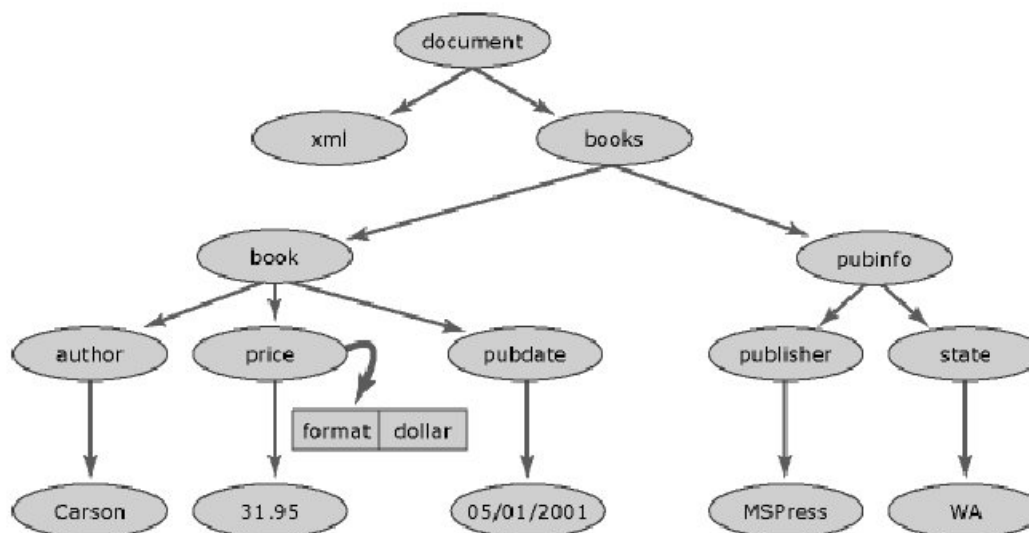 document
xml
books
book
pubinfo
author
price
pubdate
publisher
state
format
dollar
Carson
31.95
05/01/2001
MSPress
WA